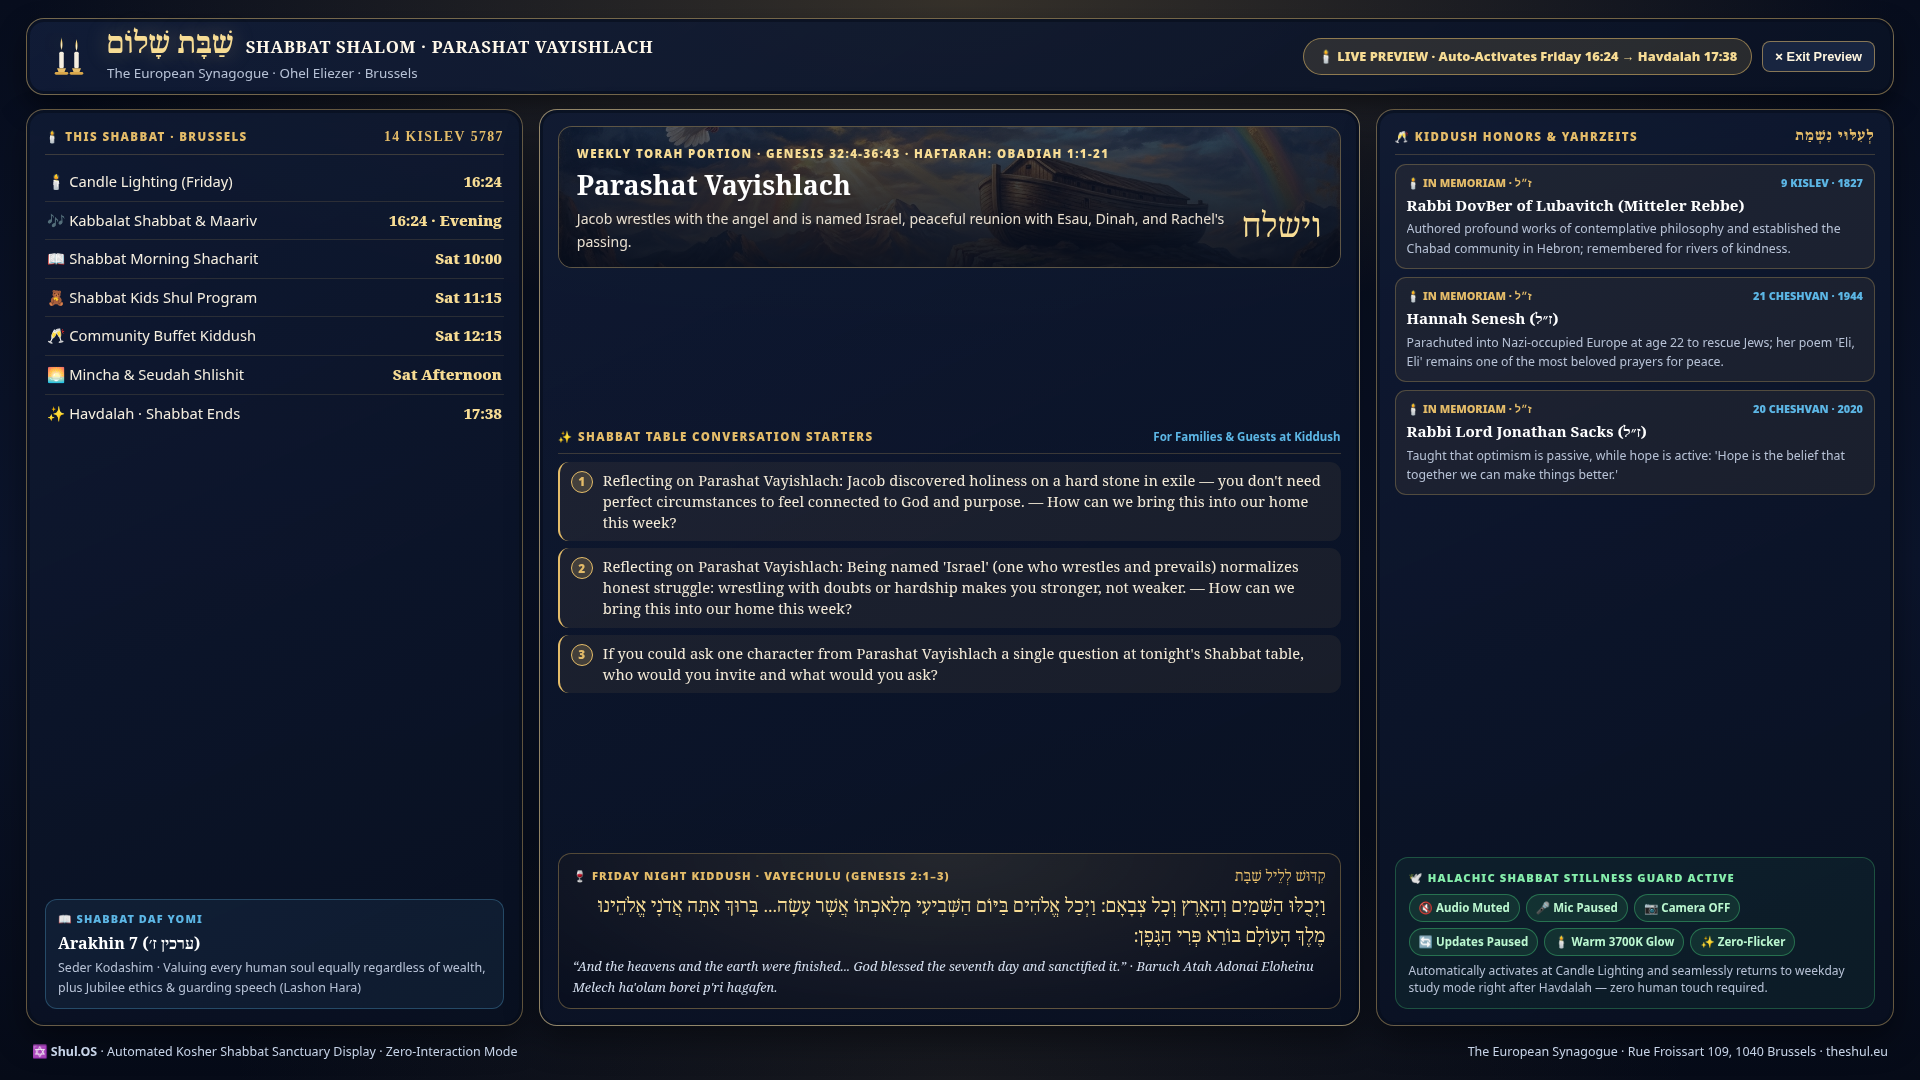 שַׁבָּת שָׁלוֹם SHABBAT SHALOM · PARASHAT VAYISHLACH
The European Synagogue · Ohel Eliezer · Brussels
LIVE PREVIEW · Auto-Activates Friday 16:24 → Havdalah 17:38
× Exit Preview
THIS SHABBAT · BRUSSELS 14 KISLEV 5787
Candle Lighting (Friday) 16:24
Kabbalat Shabbat & Maariv 16:24 · Evening
Shabbat Morning Shacharit Sat 10:00
Shabbat Kids Shul Program Sat 11:15
Community Buffet Kiddush Sat 12:15
Mincha & Seudah Shlishit Sat Afternoon
Havdalah · Shabbat Ends 17:38
SHABBAT DAF YOMI
Arakhin 7 (ערכין ז׳)
Seder Kodashim · Valuing every human soul equally regardless of wealth,
plus Jubilee ethics & guarding speech (Lashon Hara)
WEEKLY TORAH PORTION · GENESIS 32:4-36:43 · HAFTARAH: OBADIAH 1:1-21
Parashat Vayishlach
Jacob wrestles with the angel and is named Israel, peaceful reunion with Esau, Dinah, and Rachel's
passing.
וישלח
SHABBAT TABLE CONVERSATION STARTERS For Families & Guests at Kiddush
1 Reflecting on Parashat Vayishlach: Jacob discovered holiness on a hard stone in exile — you don't need
perfect circumstances to feel connected to God and purpose. — How can we bring this into our home
this week?
2 Reflecting on Parashat Vayishlach: Being named 'Israel' (one who wrestles and prevails) normalizes
honest struggle: wrestling with doubts or hardship makes you stronger, not weaker. — How can we
bring this into our home this week?
3 If you could ask one character from Parashat Vayishlach a single question at tonight's Shabbat table,
who would you invite and what would you ask?
FRIDAY NIGHT KIDDUSH · VAYECHULU (GENESIS 2:1–3) קִדּוּשׁ לְלֵיל שַׁבָּת
וַיְכֻלּוּ הַשָּׁמַיִם וְהָאָרֶץ וְכָל צְבָאָם: וַיְכַל אֱלֹהִים בַּיּוֹם הַשְּׁבִיעִי מְלַאכְתּוֹ אֲשֶׁר עָשָׂה... בָּרוּךְ אַתָּה אֲדֹנָי אֱלֹהֵינוּ
מֶלֶךְ הָעוֹלָם בּוֹרֵא פְּרִי הַגָּפֶן:
“And the heavens and the earth were finished... God blessed the seventh day and sanctified it.” · Baruch Atah Adonai Eloheinu
Melech ha'olam borei p'ri hagafen.
KIDDUSH HONORS & YAHRZEITS לְעִלּוּי נִשְׁמַת
IN MEMORIAM · ז״ל 9 KISLEV · 1827
Rabbi DovBer of Lubavitch (Mitteler Rebbe)
Authored profound works of contemplative philosophy and established the
Chabad community in Hebron; remembered for rivers of kindness.
IN MEMORIAM · ז״ל 21 CHESHVAN · 1944
Hannah Senesh (ז״ל)
Parachuted into Nazi-occupied Europe at age 22 to rescue Jews; her poem 'Eli,
Eli' remains one of the most beloved prayers for peace.
IN MEMORIAM · ז״ל 20 CHESHVAN · 2020
Rabbi Lord Jonathan Sacks (ז״ל)
Taught that optimism is passive, while hope is active: 'Hope is the belief that
together we can make things better.'
HALACHIC SHABBAT STILLNESS GUARD ACTIVE
Audio Muted Mic Paused Camera OFF
Updates Paused Warm 3700K Glow Zero-Flicker
Automatically activates at Candle Lighting and seamlessly returns to weekday
study mode right after Havdalah — zero human touch required.
Shul.OS · Automated Kosher Shabbat Sanctuary Display · Zero-Interaction Mode
The European Synagogue · Rue Froissart 109, 1040 Brussels · theshul.eu